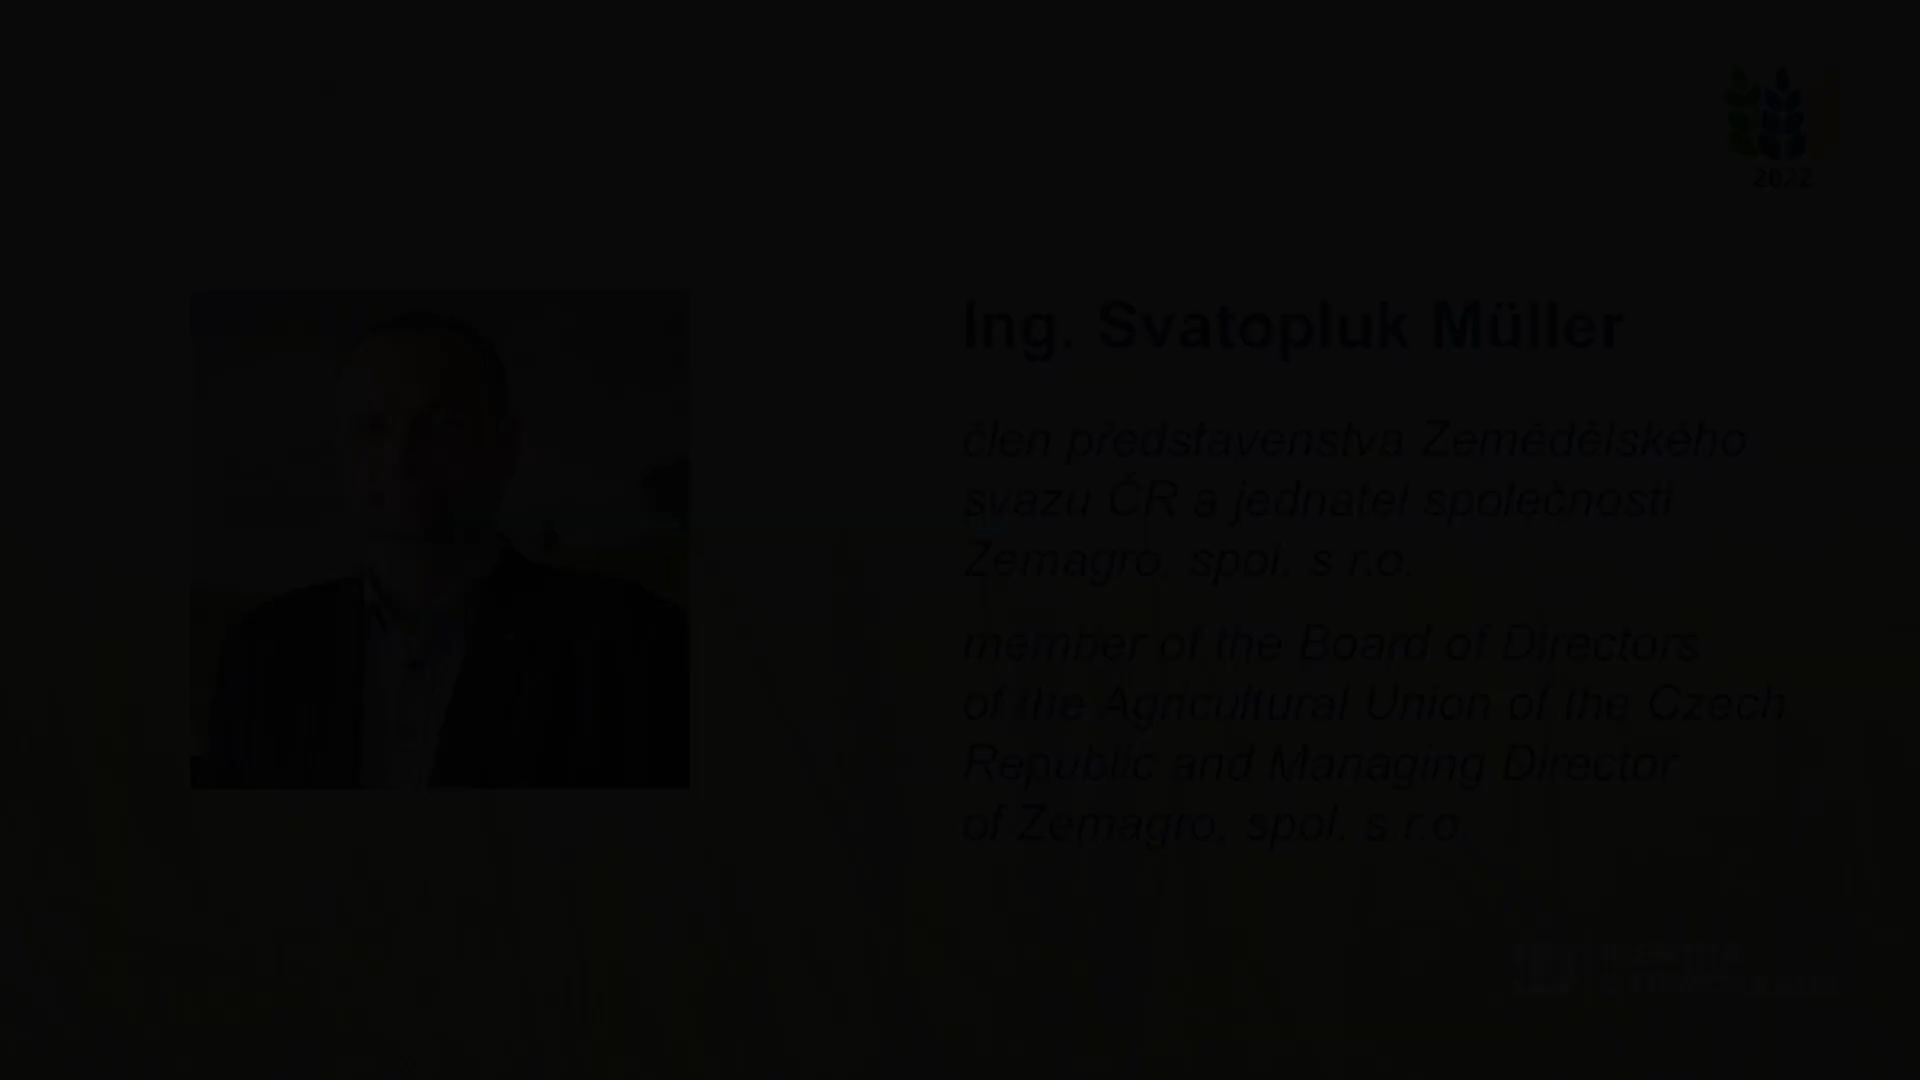 2022
Ing. Svatopluk Müller
člen představenstva Zemědělského
svazu ČR a jednatel společnosti
Zemagro, spol. s r.o.
member of the Board of Directors
of the Agricultural Union of the Czech
Republic and Managing Director
of Zemagro, spol. s r.o.